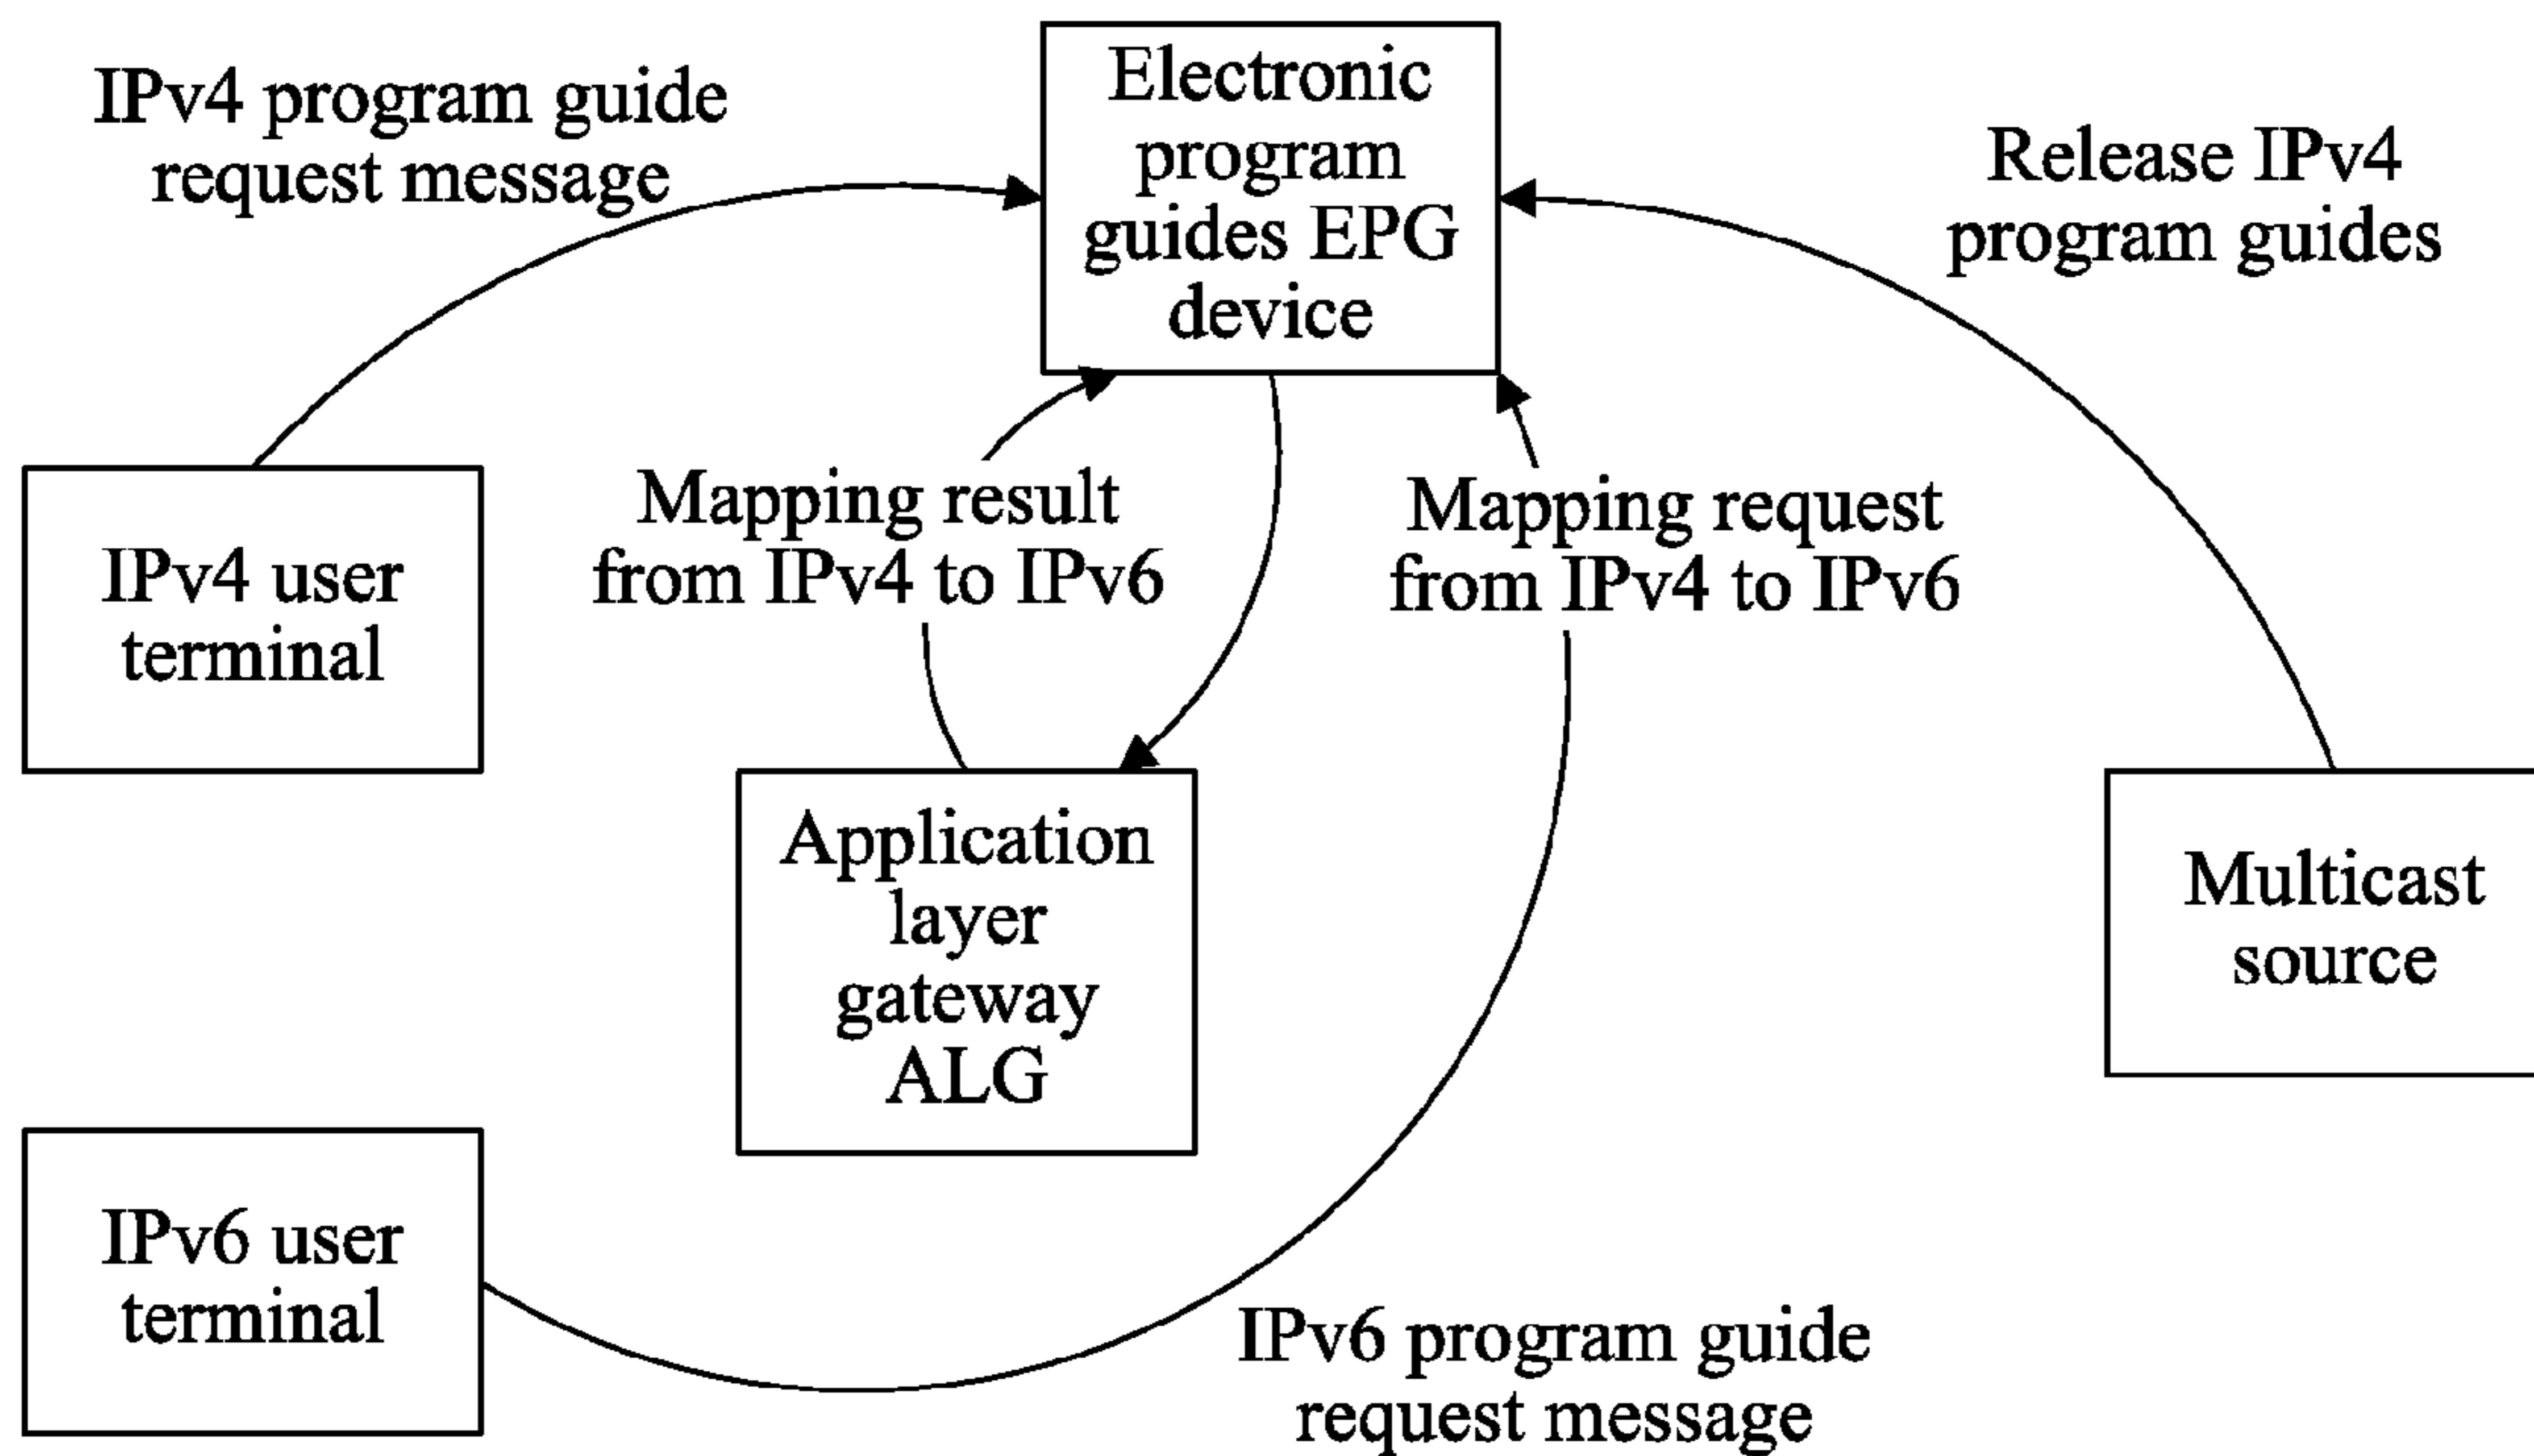 IPv4 program guide
request message
Electronic
program
guides EPG
device
Release IPv4
program guides
IPv4 user
terminal
Mapping result
from IPv4 to IPv6
Mapping request
from IPv4 to IPv6
Application
layer
gateway
ALG
Multicast
source
IPv6 user
terminal
IPv6 program guide
request message